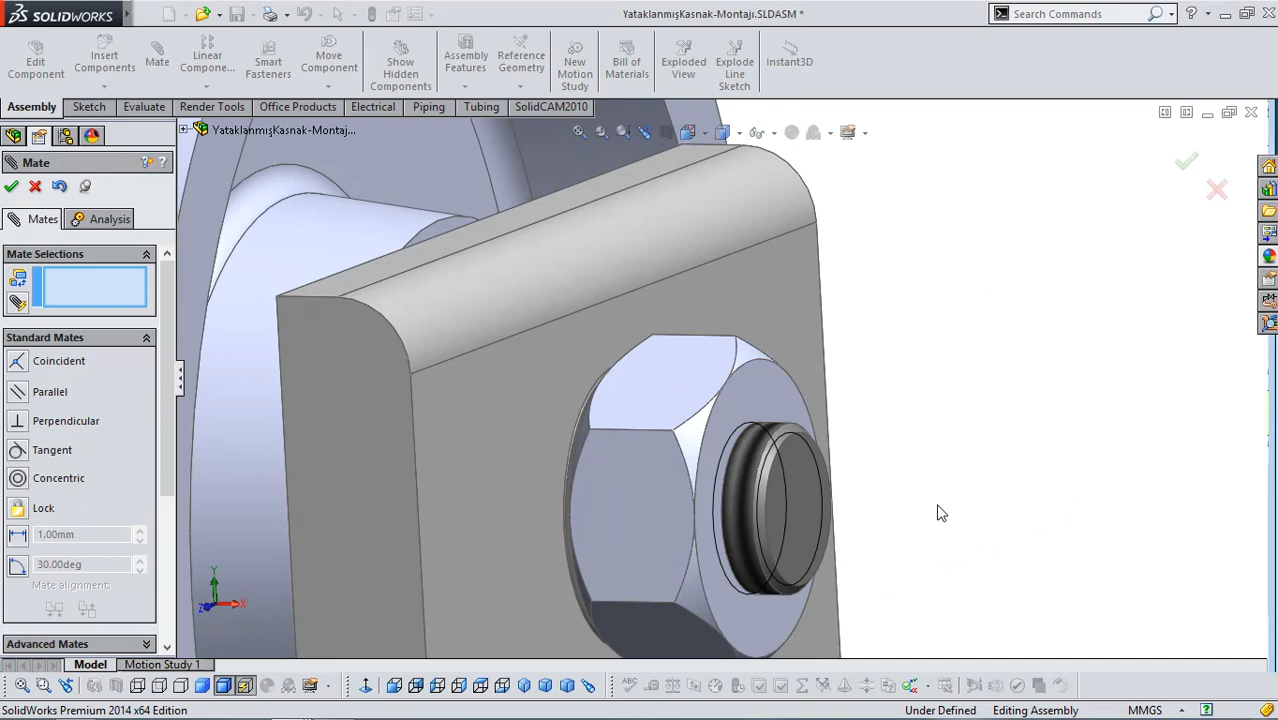 SOLIDWORKS
YataklanmışKasnak-Montajı.SLDASM *
Search Commands
Edit Component
Insert Components
Mate
Linear Compone...
Smart Fasteners
Move Component
Show Hidden Components
Assembly Features
Reference Geometry
New Motion Study
Bill of Materials
Exploded View
Explode Line Sketch
Instant3D
Assembly
Sketch
Evaluate
Render Tools
Office Products
Electrical
Piping
Tubing
SolidCAM2010
YataklanmışKasnak-Montaj...
Mate
Mates
Analysis
Mate Selections
Standard Mates
Coincident
Parallel
Perpendicular
Tangent
Concentric
Lock
1.00mm
30.00deg
Mate alignment:
Advanced Mates
Y
X
Z
Model
Motion Study 1
SolidWorks Premium 2014 x64 Edition
Under Defined
Editing Assembly
MMGS